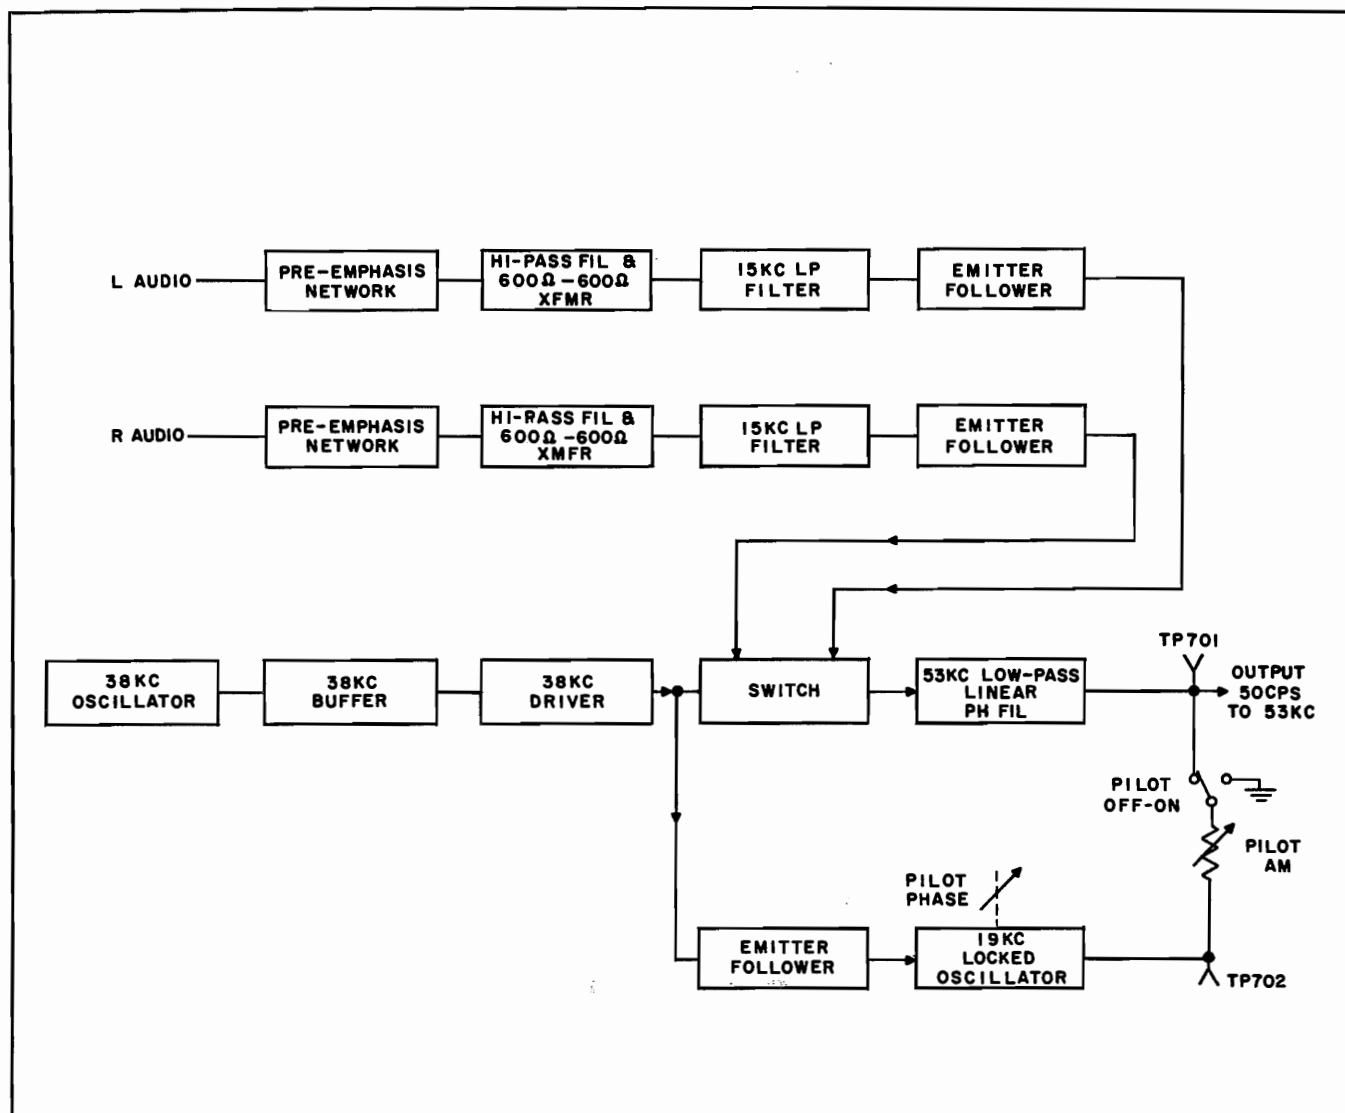 L AUDIO
PRE-EMPHASIS
NETWORK
HI-PASS FIL &
600Ω-600Ω
XFMR
15KC LP
FILTER
EMITTER
FOLLOWER
R AUDIO
PRE-EMPHASIS
NETWORK
HI-RASS FIL &
600Ω-600Ω
XMFR
15KC LP
FILTER
EMITTER
FOLLOWER
38KC
OSCILLATOR
38KC
BUFFER
38KC
DRIVER
SWITCH
53KC LOW-PASS
LINEAR
PH FIL
TP701
OUTPUT
50CPS
TO 53KC
PILOT
OFF-ON
PILOT
AM
PILOT
PHASE
EMITTER
FOLLOWER
19KC
LOCKED
OSCILLATOR
TP702